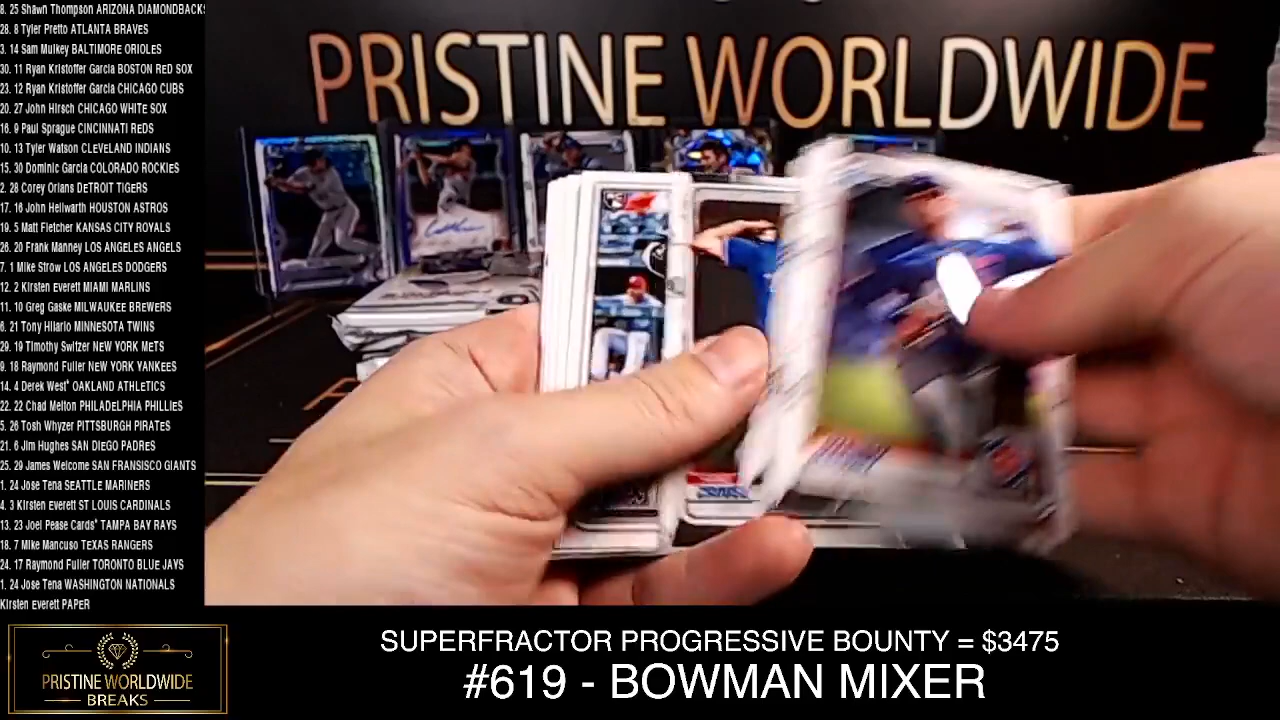 8. 25 Shawn Thompson ARIZONA DIAMONDBACKS
28. 8 Tyler Pretto ATLANTA BRAVES
3. 14 Sam Mulkey BALTIMORE ORIOLES
30. 11 Ryan Kristoffer Garcia BOSTON RED SOX
23. 12 Ryan Kristoffer Garcia CHICAGO CUBS
20. 27 John Hirsch CHICAGO WHITE SOX
16. 9 Paul Sprague CINCINNATI REDS
10. 13 Tyler Watson CLEVELAND INDIANS
15. 30 Dominic Garcia COLORADO ROCKIES
2. 28 Corey Orians DETROIT TIGERS
17. 16 John Hellwarth HOUSTON ASTROS
19. 5 Matt Fletcher KANSAS CITY ROYALS
26. 20 Frank Manney LOS ANGELES ANGELS
7. 1 Mike Strow LOS ANGELES DODGERS
12. 2 Kirsten Everett MIAMI MARLINS
11. 10 Greg Gaske MILWAUKEE BREWERS
6. 21 Tony Hilario MINNESOTA TWINS
29. 19 Timothy Switzer NEW YORK METS
9. 18 Raymond Fuller NEW YORK YANKEES
14. 4 Derek West* OAKLAND ATHLETICS
22. 22 Chad Melton PHILADELPHIA PHILLIES
5. 26 Tosh Whyzer PITTSBURGH PIRATES
21. 6 Jim Hughes SAN DIEGO PADRES
25. 29 James Welcome SAN FRANSISCO GIANTS
1. 24 Jose Tena SEATTLE MARINERS
4. 3 Kirsten Everett ST LOUIS CARDINALS
13. 23 Joel Pease Cards* TAMPA BAY RAYS
18. 7 Mike Mancuso TEXAS RANGERS
24. 17 Raymond Fuller TORONTO BLUE JAYS
1. 24 Jose Tena WASHINGTON NATIONALS
Kirsten Everett PAPER
PRISTINE WORLDWIDE
PRISTINE WORLDWIDE
BREAKS
SUPERFRACTOR PROGRESSIVE BOUNTY = $3475
#619 - BOWMAN MIXER